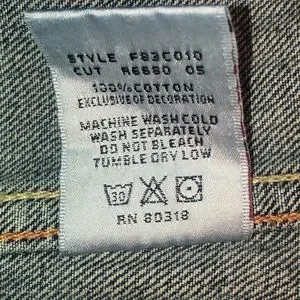 STYLE F83C010
CUT R6680 05
100% COTTON
EXCLUSIVE OF DECORATION
MACHINE WASH COLD
WASH SEPARATELY
DO NOT BLEACH
TUMBLE DRY LOW
30
RN 80318